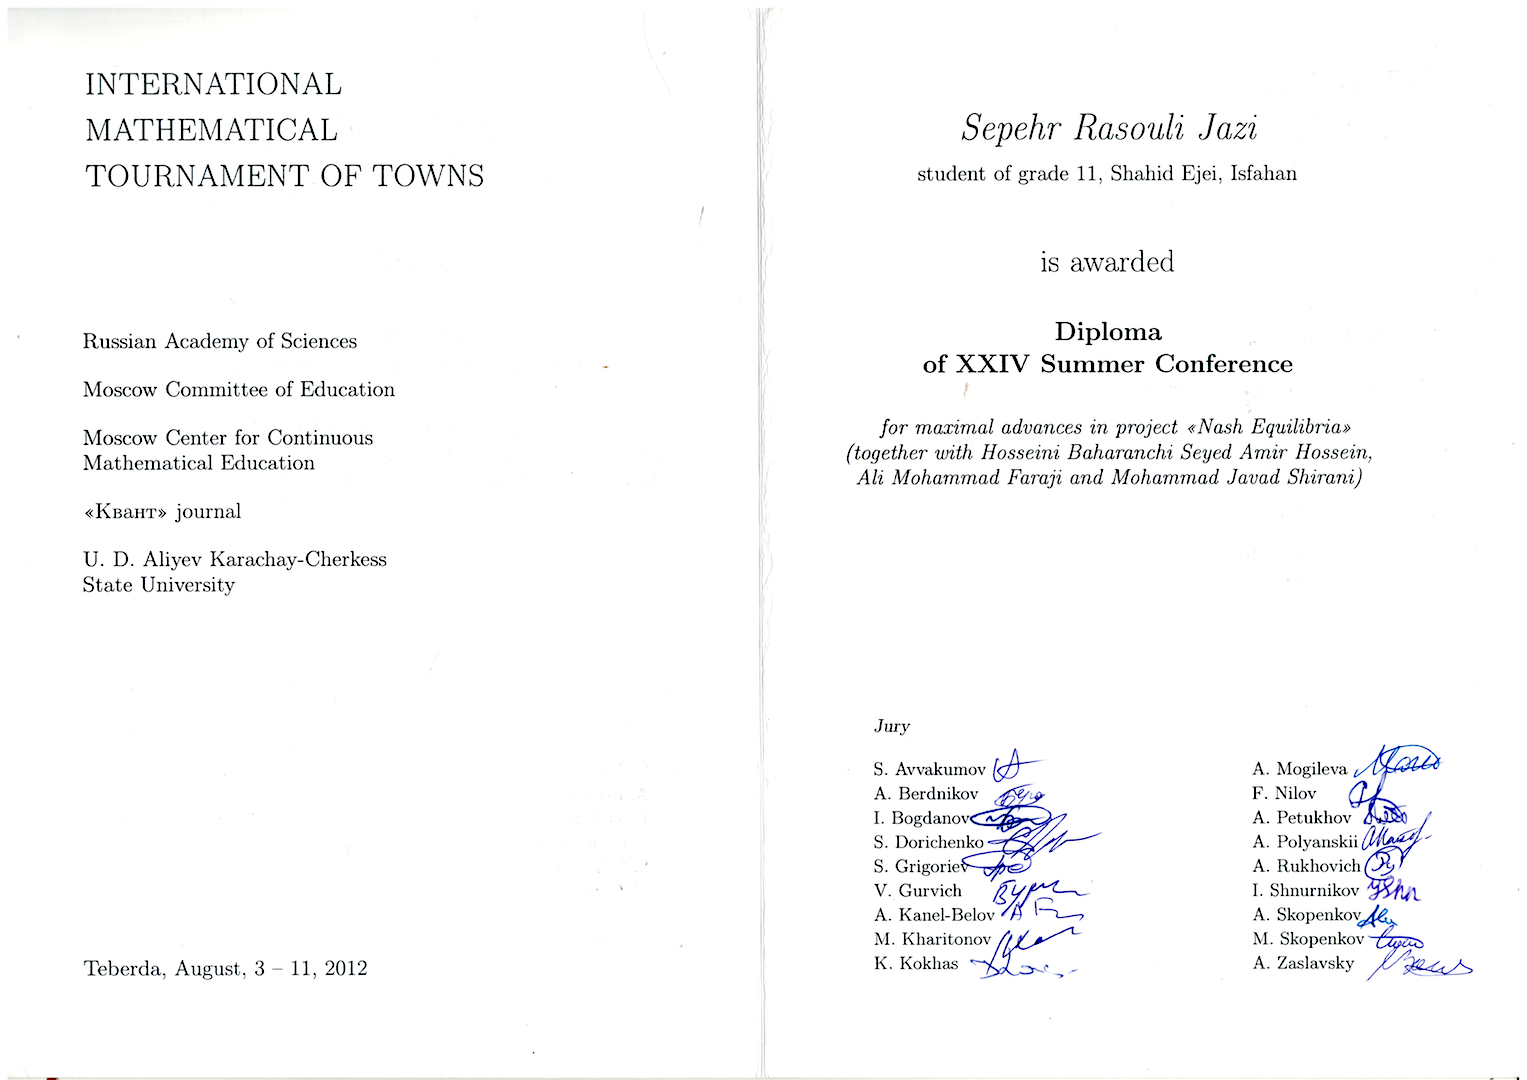 INTERNATIONAL
MATHEMATICAL
TOURNAMENT OF TOWNS
Russian Academy of Sciences
Moscow Committee of Education
Moscow Center for Continuous
Mathematical Education
«Квант» journal
U. D. Aliyev Karachay-Cherkess
State University
Teberda, August, 3 – 11, 2012
Sepehr Rasouli Jazi
student of grade 11, Shahid Ejei, Isfahan
is awarded
Diploma
of XXIV Summer Conference
for maximal advances in project «Nash Equilibria»
(together with Hosseini Baharanchi Seyed Amir Hossein,
Ali Mohammad Faraji and Mohammad Javad Shirani)
Jury
S. Avvakumov
A. Berdnikov
I. Bogdanov
S. Dorichenko
S. Grigoriev
V. Gurvich
A. Kanel-Belov
M. Kharitonov
K. Kokhas
A. Mogileva
F. Nilov
A. Petukhov
A. Polyanskii
A. Rukhovich
I. Shnurnikov
A. Skopenkov
M. Skopenkov
A. Zaslavsky